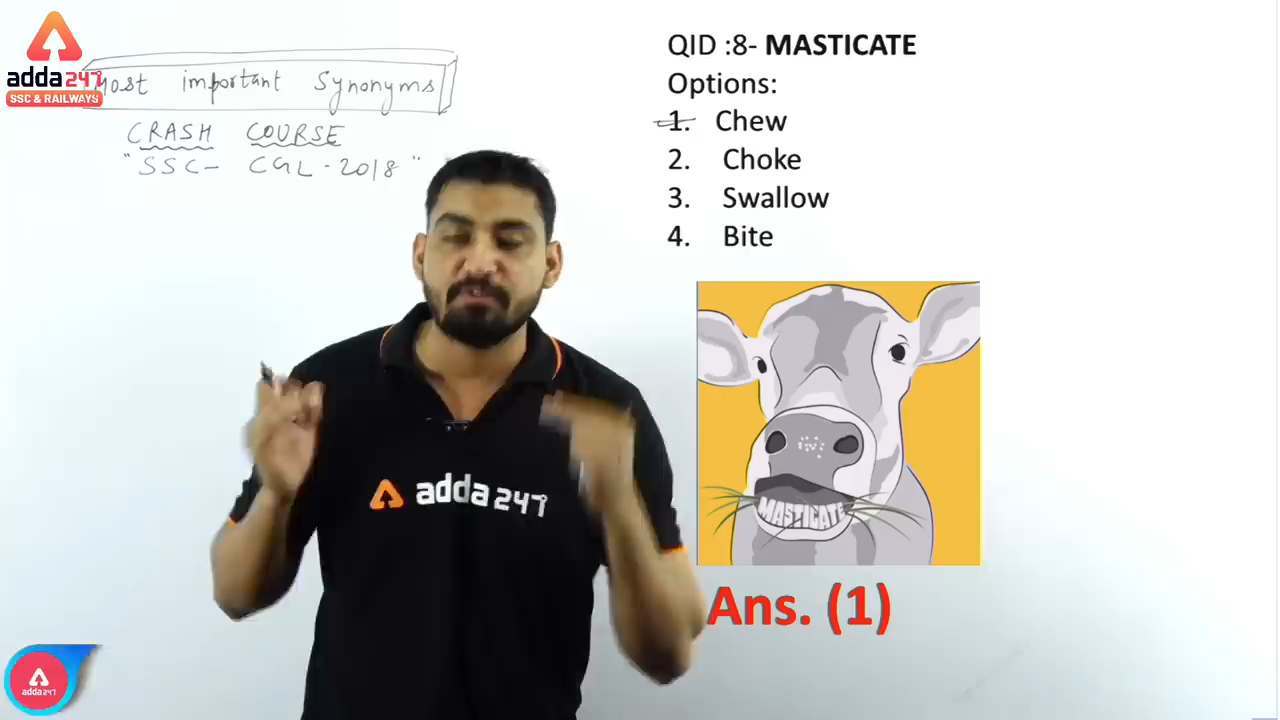 adda247
SSC & RAILWAYS
Most important Synonyms
CRASH COURSE
"SSC- CGL-2018"
QID :8- MASTICATE
Options:
1. Chew
2. Choke
3. Swallow
4. Bite
MASTICATE
Ans. (1)
adda247
adda247